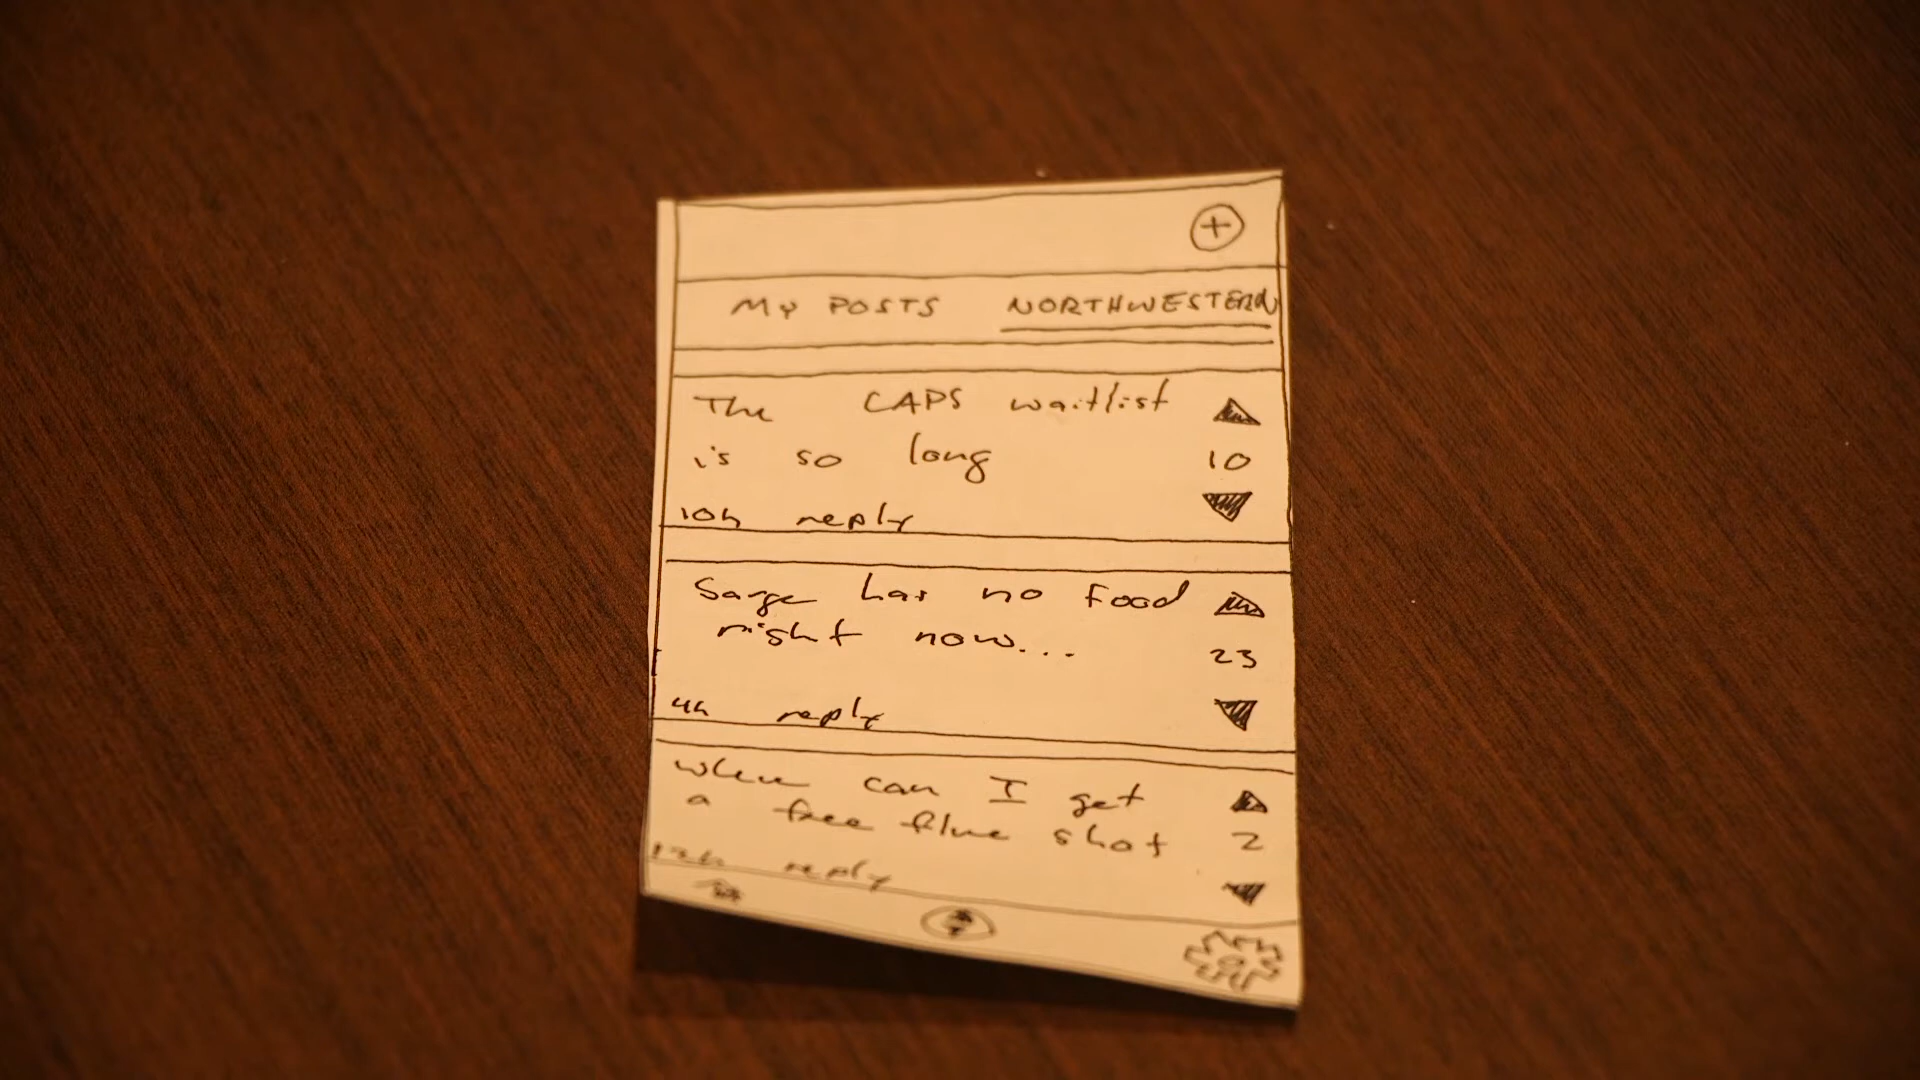 +
MY POSTS NORTHWESTERN
The CAPS waitlist
is so long
10
10h reply
Sarge has no food
right now...
23
4h reply
when can I get
a free flue shot
2
12h reply